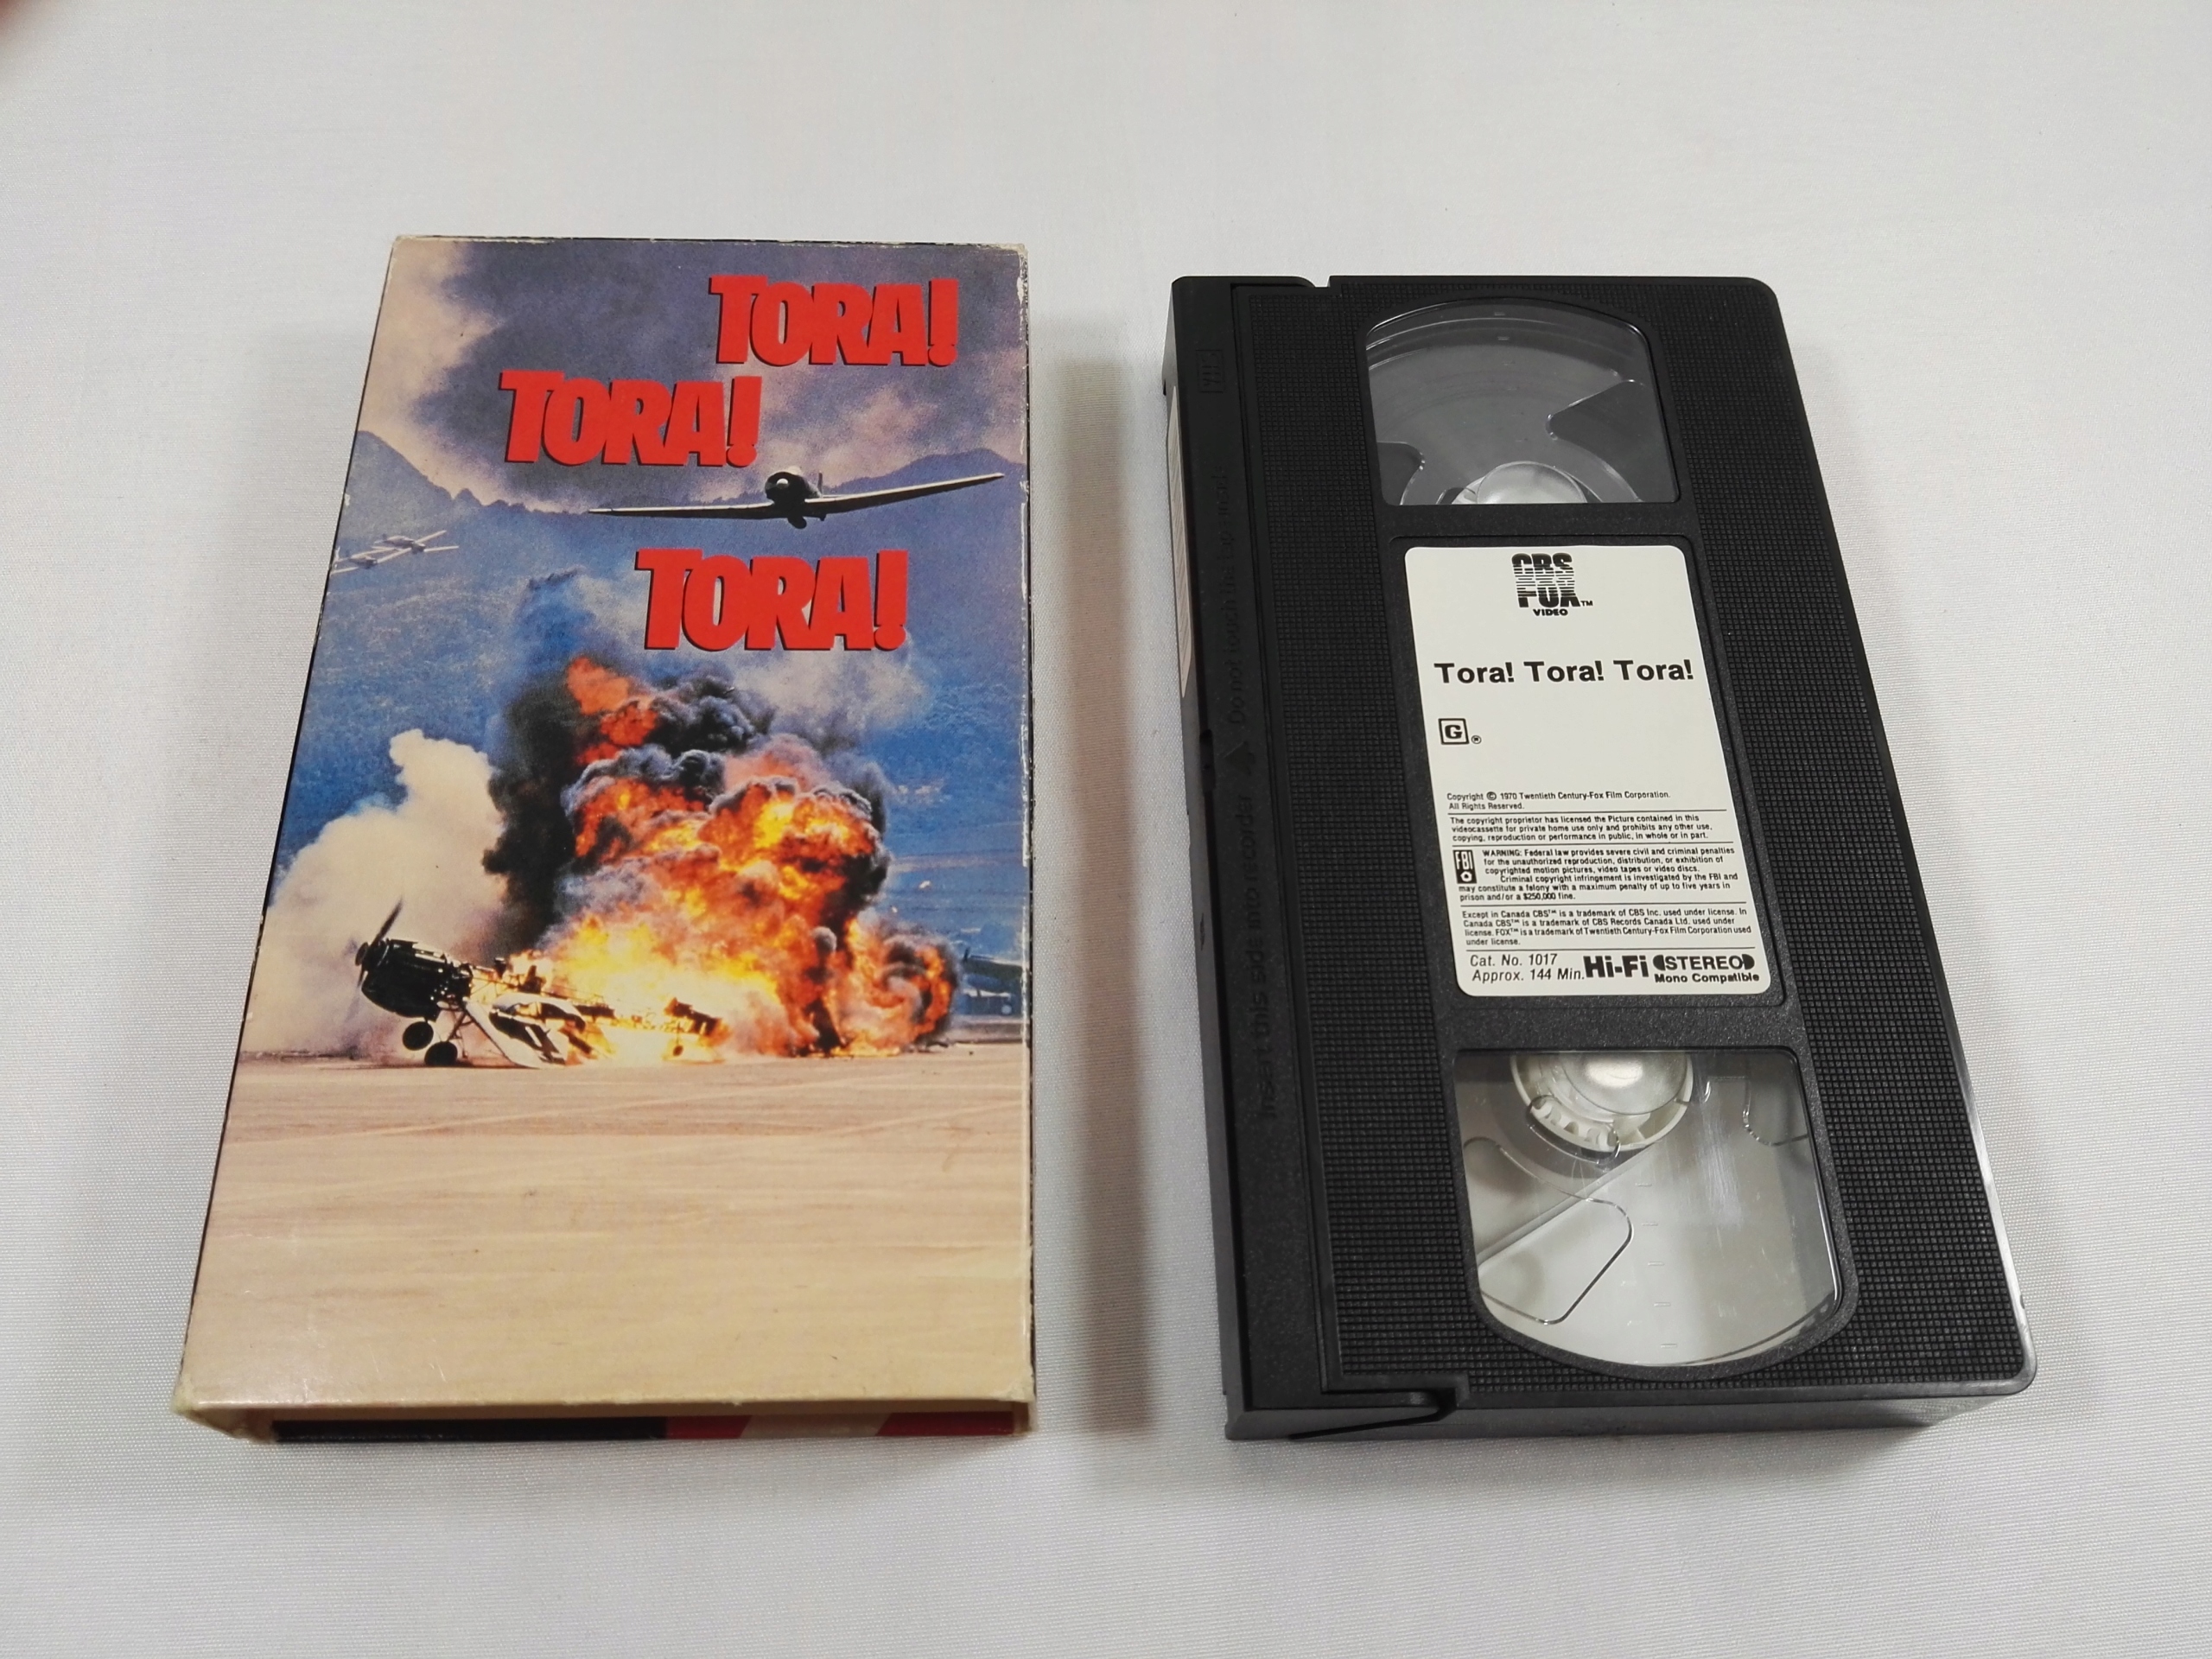 TORA!
TORA!
TORA!
VHS
Do not touch the tape inside
Insert this side into recorder
CBS
FOX™
VIDEO
Tora! Tora! Tora!
G®
Copyright © 1970 Twentieth Century-Fox Film Corporation.
All Rights Reserved.
The copyright proprietor has licensed the Picture contained in this
videocassette for private home use only and prohibits any other use,
copying, reproduction or performance in public, in whole or in part.
FBI
WARNING: Federal law provides severe civil and criminal penalties
for the unauthorized reproduction, distribution, or exhibition of
copyrighted motion pictures, video tapes or video discs.
Criminal copyright infringement is investigated by the FBI and
may constitute a felony with a maximum penalty of up to five years in
prison and/or a $250,000 fine.
Except in Canada CBS™ is a trademark of CBS Inc. used under license. In
Canada CBS™ is a trademark of CBS Records Canada Ltd. used under
license. FOX™ is a trademark of Twentieth Century-Fox Film Corporation used
under license.
Cat. No. 1017
Approx. 144 Min.
Hi-Fi STEREO
Mono Compatible